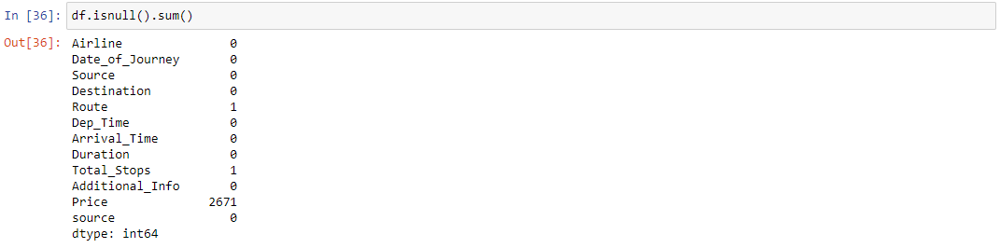 In [36]: df.isnull().sum()
Out[36]: Airline 0
Date_of_Journey 0
Source 0
Destination 0
Route 1
Dep_Time 0
Arrival_Time 0
Duration 0
Total_Stops 1
Additional_Info 0
Price 2671
source 0
dtype: int64